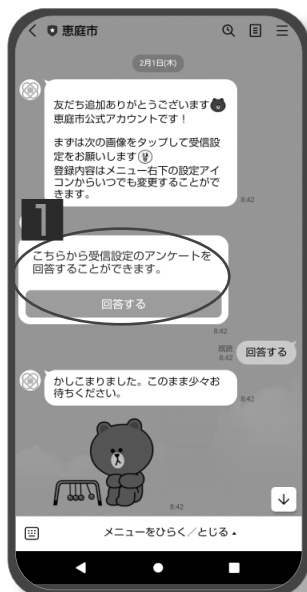 恵庭市
2月1日(木)
友だち追加ありがとうございます
恵庭市公式アカウントです！
まずは次の画像をタップして受信設
定をお願いします
登録内容はメニュー右下の設定アイ
コンからいつでも変更することがで
きます。
8:42
1
こちらから受信設定のアンケートを
回答することができます。
回答する
8:42
既読
8:42
回答する
かしこまりました。このまま少々お
待ちください。
8:42
8:42
メニューをひらく／とじる